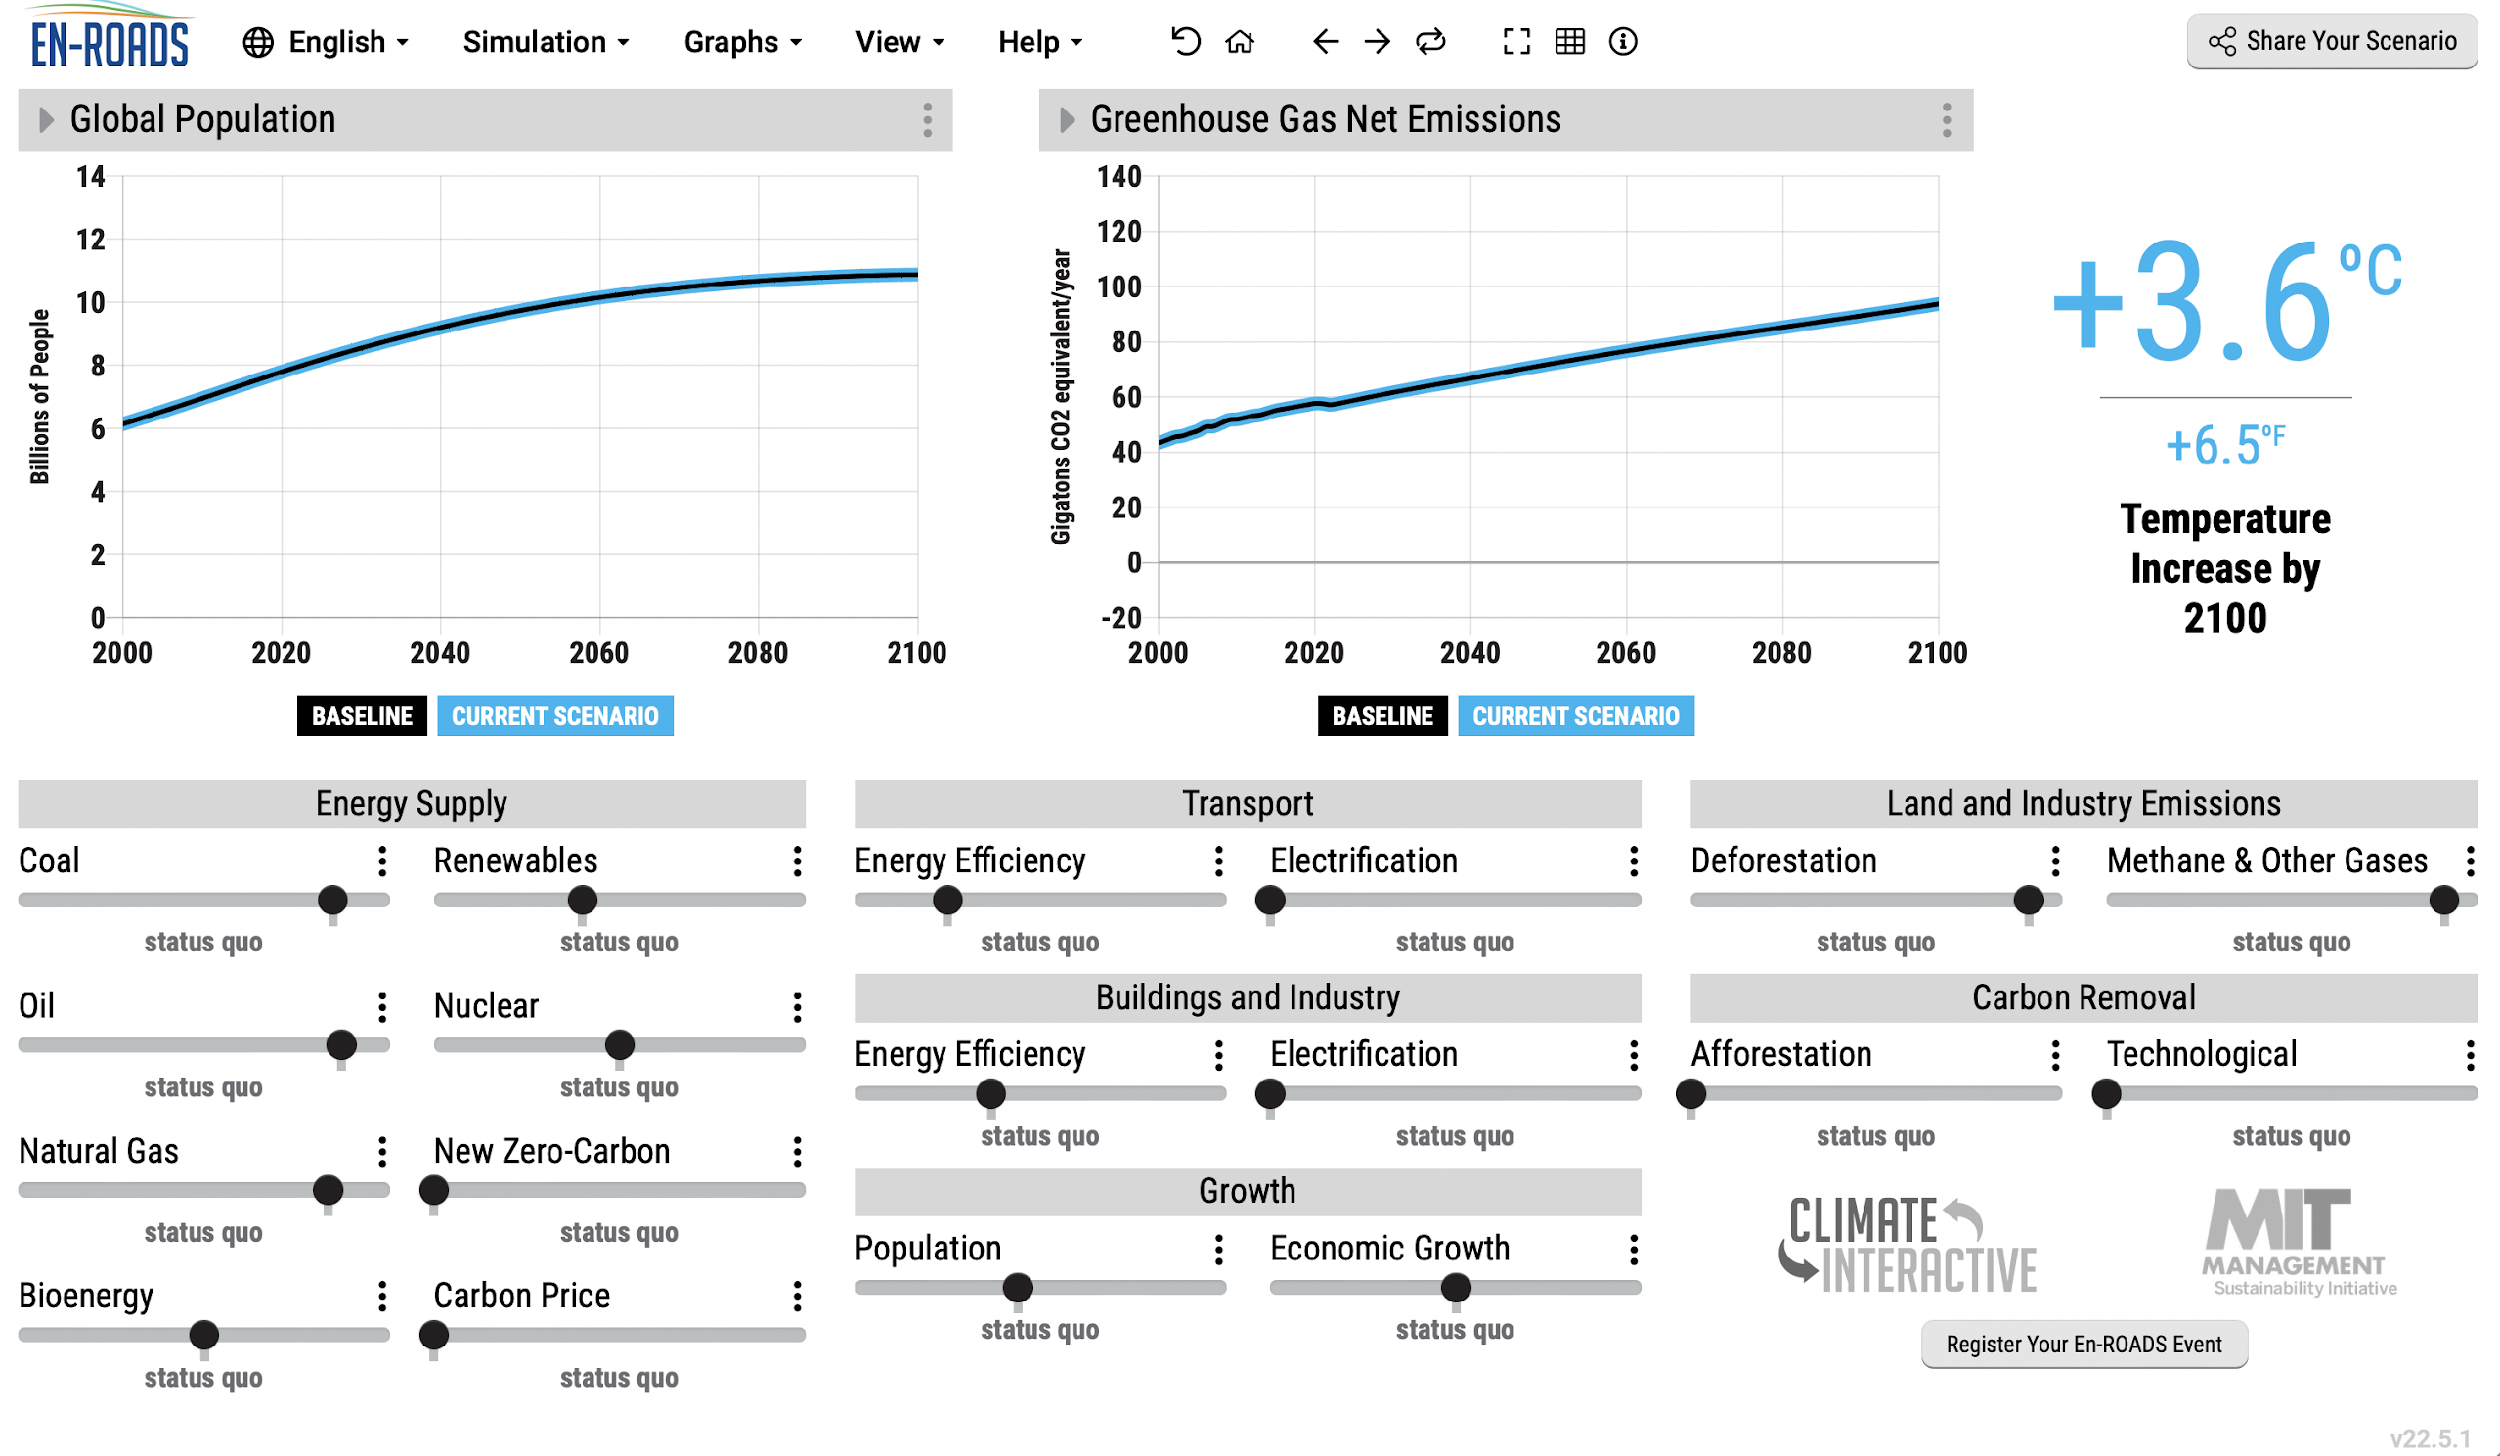 EN-ROADS
English
Simulation
Graphs
View
Help
Share Your Scenario
Global Population
14
12
10
8
6
4
2
0
Billions of People
2000 2020 2040 2060 2080 2100
BASELINE CURRENT SCENARIO
Greenhouse Gas Net Emissions
140
120
100
80
60
40
20
0
-20
Gigatons CO2 equivalent/year
2000 2020 2040 2060 2080 2100
BASELINE CURRENT SCENARIO
+3.6°C
+6.5°F
Temperature
Increase by
2100
Energy Supply
Coal
status quo
Renewables
status quo
Oil
status quo
Nuclear
status quo
Natural Gas
status quo
New Zero-Carbon
status quo
Bioenergy
status quo
Carbon Price
status quo
Transport
Energy Efficiency
status quo
Electrification
status quo
Buildings and Industry
Energy Efficiency
status quo
Electrification
status quo
Growth
Population
status quo
Economic Growth
status quo
Land and Industry Emissions
Deforestation
status quo
Methane & Other Gases
status quo
Carbon Removal
Afforestation
status quo
Technological
status quo
CLIMATE
INTERACTIVE
MIT
MANAGEMENT
Sustainability Initiative
Register Your En-ROADS Event
v22.5.1